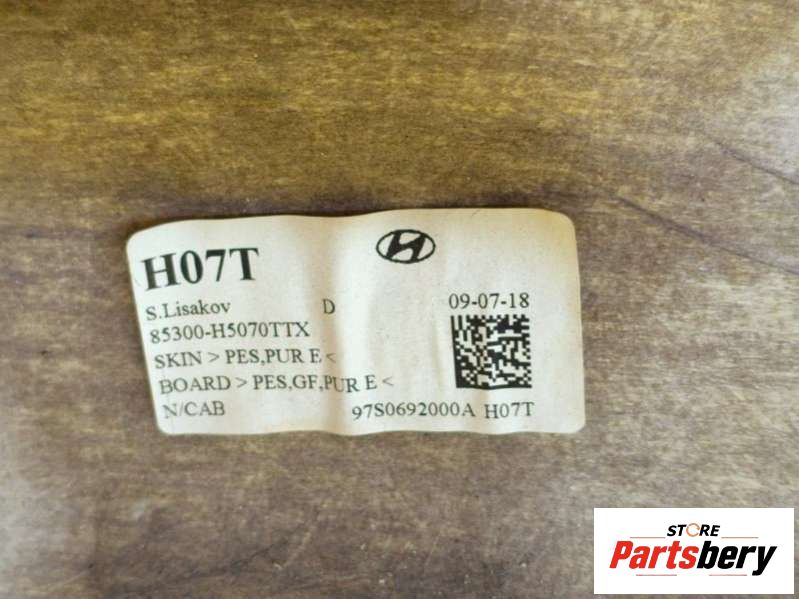 H07T
S.Lisakov D 09-07-18
85300-H5070TTX
SKIN > PES,PUR E <
BOARD > PES,GF,PUR E <
N/CAB 97S0692000A H07T
STORE
Partsbery